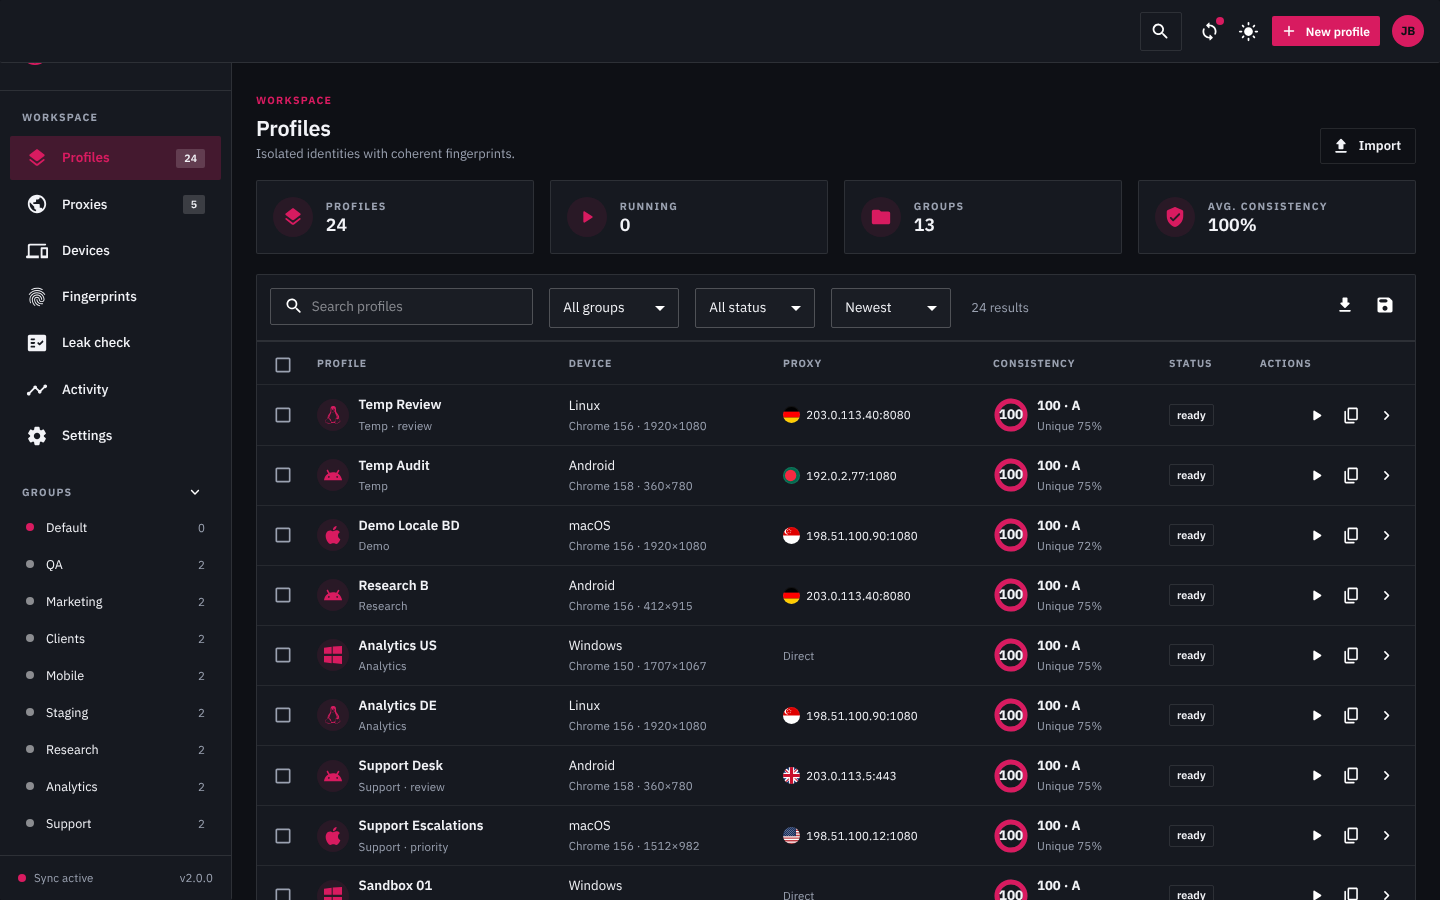 New profile
JB
WORKSPACE
Profiles 24
Proxies 5
Devices
Fingerprints
Leak check
Activity
Settings
GROUPS
Default 0
QA 2
Marketing 2
Clients 2
Mobile 2
Staging 2
Research 2
Analytics 2
Support 2
Sync active v2.0.0
WORKSPACE
Profiles
Isolated identities with coherent fingerprints.
Import
PROFILES
24
RUNNING
0
GROUPS
13
AVG. CONSISTENCY
100%
Search profiles All groups All status Newest 24 results
PROFILE DEVICE PROXY CONSISTENCY STATUS ACTIONS
Temp Review Linux 100 · A
203.0.113.40:8080 100 ready
Temp · review Chrome 156 · 1920×1080 Unique 75%
Temp Audit Android 100 · A
192.0.2.77:1080 100 ready
Temp Chrome 158 · 360×780 Unique 75%
Demo Locale BD macOS 100 · A
198.51.100.90:1080 100 ready
Demo Chrome 156 · 1920×1080 Unique 72%
Research B Android 100 · A
203.0.113.40:8080 100 ready
Research Chrome 156 · 412×915 Unique 75%
Analytics US Windows 100 · A
Direct 100 ready
Analytics Chrome 150 · 1707×1067 Unique 75%
Analytics DE Linux 100 · A
198.51.100.90:1080 100 ready
Analytics Chrome 156 · 1920×1080 Unique 75%
Support Desk Android 100 · A
203.0.113.5:443 100 ready
Support · review Chrome 158 · 360×780 Unique 75%
Support Escalations macOS 100 · A
198.51.100.12:1080 100 ready
Support · priority Chrome 156 · 1512×982 Unique 75%
Sandbox 01 Windows 100 · A
Direct 100 ready